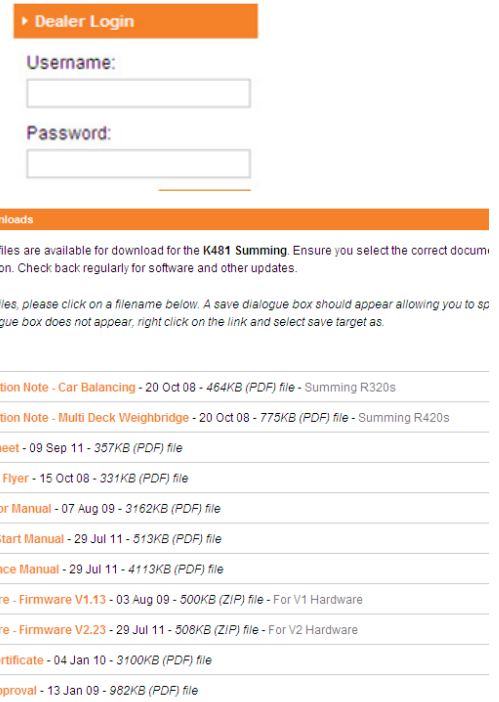 Dealer Login
Username:
Password:
nloads
files are available for download for the K481 Summing. Ensure you select the correct docume
on. Check back regularly for software and other updates.
iles, please click on a filename below. A save dialogue box should appear allowing you to sp
gue box does not appear, right click on the link and select save target as.
tion Note - Car Balancing - 20 Oct 08 - 464KB (PDF) file - Summing R320s
tion Note - Multi Deck Weighbridge - 20 Oct 08 - 775KB (PDF) file - Summing R420s
heet - 09 Sep 11 - 357KB (PDF) file
Flyer - 15 Oct 08 - 331KB (PDF) file
or Manual - 07 Aug 09 - 3162KB (PDF) file
Start Manual - 29 Jul 11 - 513KB (PDF) file
nce Manual - 29 Jul 11 - 4113KB (PDF) file
re - Firmware V1.13 - 03 Aug 09 - 500KB (ZIP) file - For V1 Hardware
re - Firmware V2.23 - 29 Jul 11 - 508KB (ZIP) file - For V2 Hardware
rtificate - 04 Jan 10 - 3100KB (PDF) file
pproval - 13 Jan 09 - 982KB (PDF) file